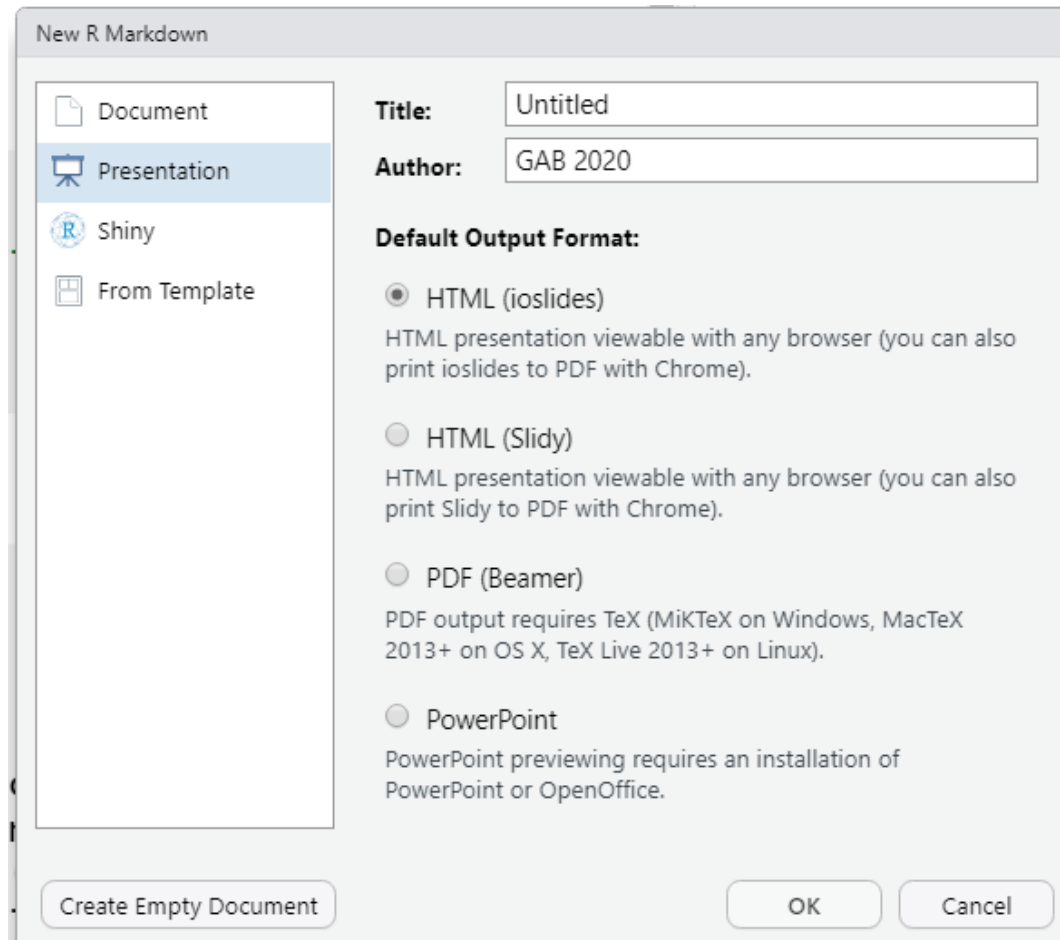 New R Markdown
Document
Presentation
Shiny
From Template
Title:
Untitled
Author:
GAB 2020
Default Output Format:
HTML (ioslides)
HTML presentation viewable with any browser (you can also
print ioslides to PDF with Chrome).
HTML (Slidy)
HTML presentation viewable with any browser (you can also
print Slidy to PDF with Chrome).
PDF (Beamer)
PDF output requires TeX (MiKTeX on Windows, MacTeX
2013+ on OS X, TeX Live 2013+ on Linux).
PowerPoint
PowerPoint previewing requires an installation of
PowerPoint or OpenOffice.
Create Empty Document
OK
Cancel